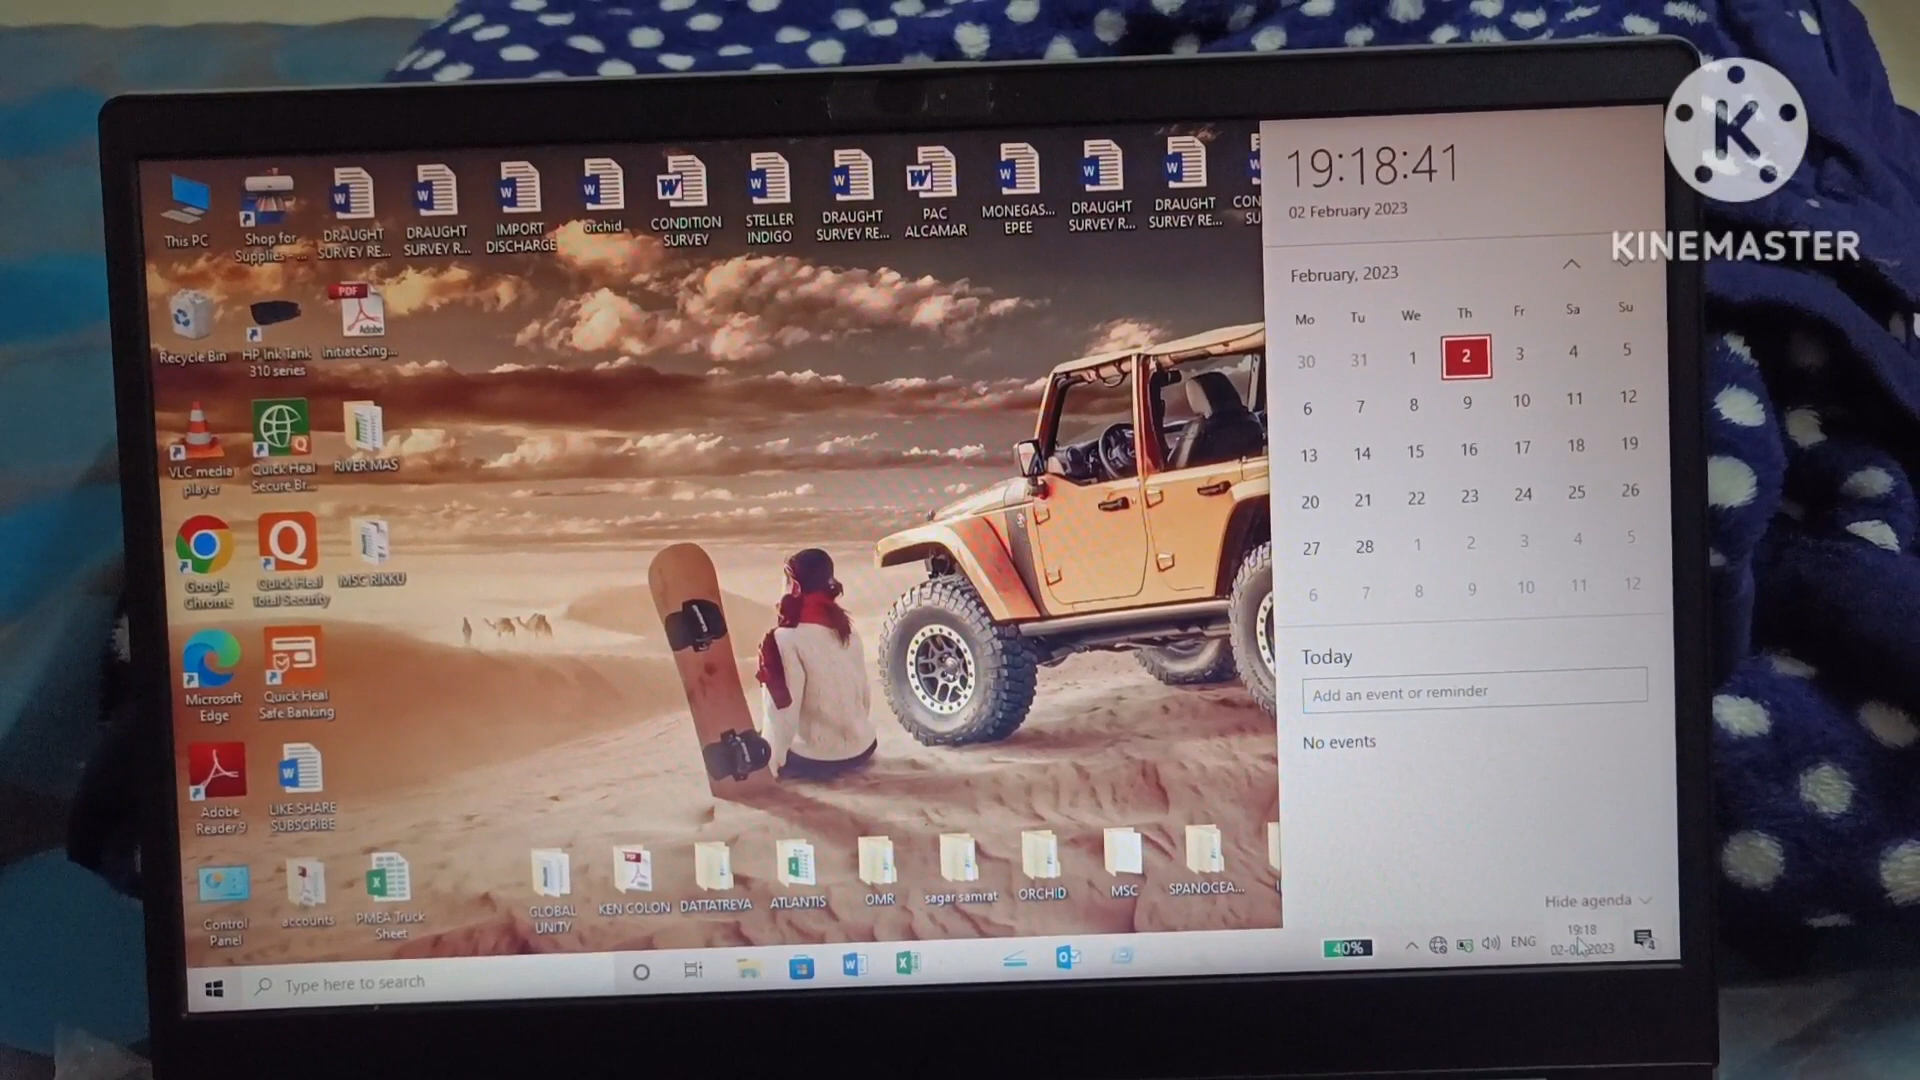 K
KINEMASTER
19:18:41
02 February 2023
February, 2023
Mo Tu We Th Fr Sa Su
30 31 1 2 3 4 5
6 7 8 9 10 11 12
13 14 15 16 17 18 19
20 21 22 23 24 25 26
27 28 1 2 3 4 5
6 7 8 9 10 11 12
Today
Add an event or reminder
No events
Hide agenda
This PC
Shop for
Supplies - ...
DRAUGHT
SURVEY RE...
DRAUGHT
SURVEY R...
IMPORT
DISCHARGE
orchid
CONDITION
SURVEY
STELLER
INDIGO
DRAUGHT
SURVEY RE...
PAC
ALCAMAR
MONEGAS...
EPEE
DRAUGHT
SURVEY R...
DRAUGHT
SURVEY RE...
CON
SU
Recycle Bin
HP Ink Tank
310 series
PDF
Adobe
InitiateSing...
VLC media
player
Quick Heal
Secure Br...
RIVER MAS
Google
Chrome
Quick Heal
Total Security
MSC RIKKU
Microsoft
Edge
Quick Heal
Safe Banking
Adobe
Reader 9
LIKE SHARE
SUBSCRIBE
Control
Panel
accounts
PMEA Truck
Sheet
GLOBAL
UNITY
KEN COLON
DATTATREYA
ATLANTIS
OMR
sagar samrat
ORCHID
MSC
SPANOCEA...
Type here to search
40%
ENG
19:18
4